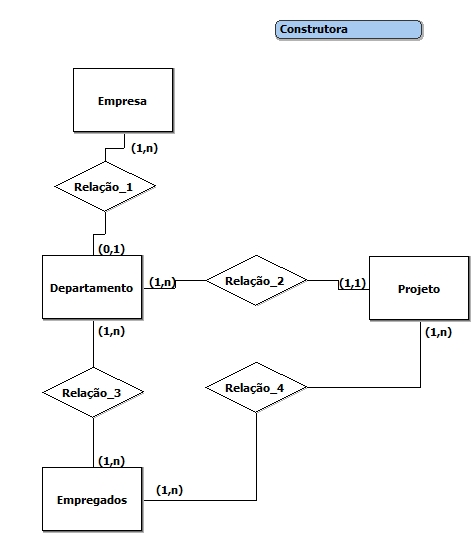 Construtora
Empresa
(1,n)
Relação_1
(0,1)
Departamento
(1,n)
Relação_2
(1,1)
Projeto
(1,n)
(1,n)
Relação_3
Relação_4
(1,n)
(1,n)
Empregados